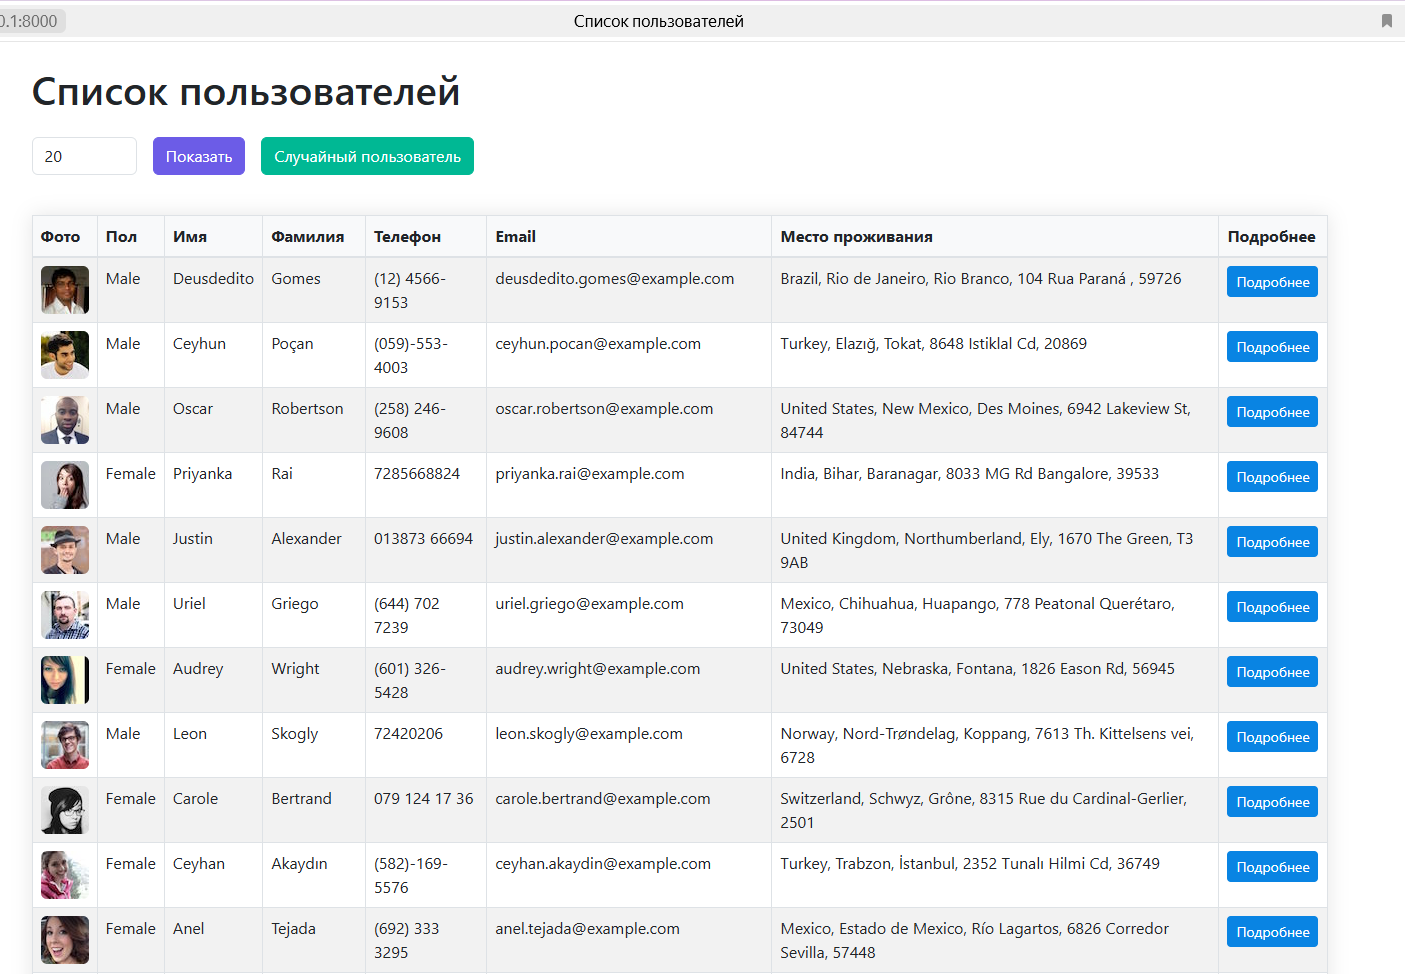 0.1:8000 Список пользователей
Список пользователей
20 Показать Случайный пользователь
Фото Пол Имя Фамилия Телефон Email Место проживания Подробнее
Male Deusdedito Gomes (12) 4566- deusdedito.gomes@example.com Brazil, Rio de Janeiro, Rio Branco, 104 Rua Paraná , 59726 Подробнее
9153
Male Ceyhun Poçan (059)-553- ceyhun.pocan@example.com Turkey, Elazığ, Tokat, 8648 Istiklal Cd, 20869 Подробнее
4003
Male Oscar Robertson (258) 246- oscar.robertson@example.com United States, New Mexico, Des Moines, 6942 Lakeview St, Подробнее
9608 84744
Female Priyanka Rai 7285668824 priyanka.rai@example.com India, Bihar, Baranagar, 8033 MG Rd Bangalore, 39533 Подробнее
Male Justin Alexander 013873 66694 justin.alexander@example.com United Kingdom, Northumberland, Ely, 1670 The Green, T3 Подробнее
9AB
Male Uriel Griego (644) 702 uriel.griego@example.com Mexico, Chihuahua, Huapango, 778 Peatonal Querétaro, Подробнее
7239 73049
Female Audrey Wright (601) 326- audrey.wright@example.com United States, Nebraska, Fontana, 1826 Eason Rd, 56945 Подробнее
5428
Male Leon Skogly 72420206 leon.skogly@example.com Norway, Nord-Trøndelag, Koppang, 7613 Th. Kittelsens vei, Подробнее
6728
Female Carole Bertrand 079 124 17 36 carole.bertrand@example.com Switzerland, Schwyz, Grône, 8315 Rue du Cardinal-Gerlier, Подробнее
2501
Female Ceyhan Akaydın (582)-169- ceyhan.akaydin@example.com Turkey, Trabzon, İstanbul, 2352 Tunalı Hilmi Cd, 36749 Подробнее
5576
Female Anel Tejada (692) 333 anel.tejada@example.com Mexico, Estado de Mexico, Río Lagartos, 6826 Corredor Подробнее
3295 Sevilla, 57448